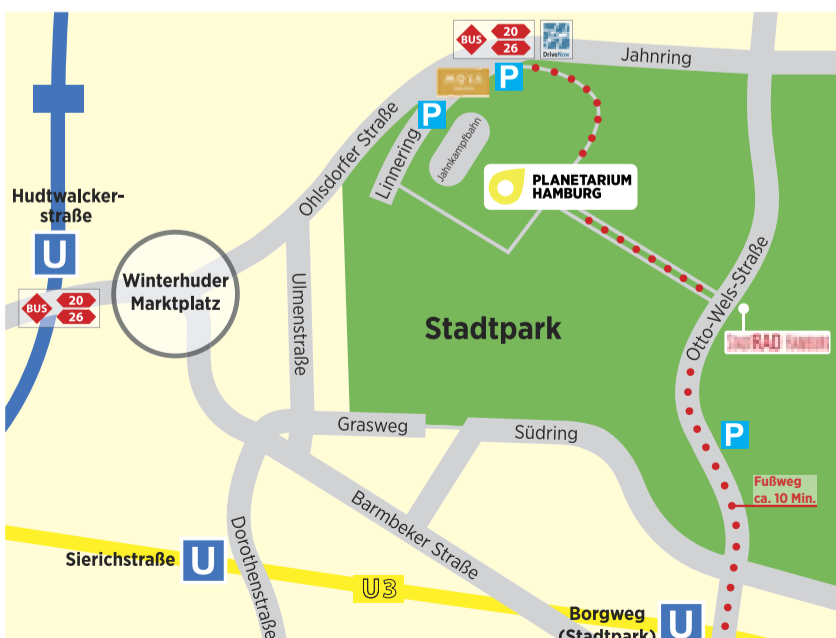 BUS
20
26
DriveNow
Jahnring
P
P
Ohlsdorfer Straße
Linnering
Jahnkampfbahn
PLANETARIUM
HAMBURG
Hudtwalcker-
straße
U
BUS
20
26
Winterhuder
Marktplatz
Ulmenstraße
Stadtpark
Otto-Wels-Straße
RAD
Grasweg
Südring
P
Fußweg
ca. 10 Min.
Barmbeker Straße
Dorothenstraße
Sierichstraße
U
U3
Borgweg
(Stadtpark)
U